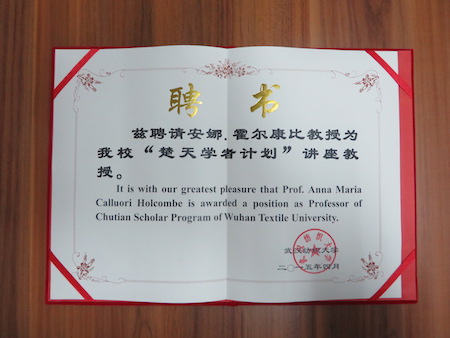 聘 书
兹聘请安娜．霍尔康比教授为
我校“楚天学者计划”讲座教
授。
It is with our greatest pleasure that Prof. Anna Maria
Calluori Holcombe is awarded a position as Professor of
Chutian Scholar Program of Wuhan Textile University.
武汉纺织大学
二〇一五年四月